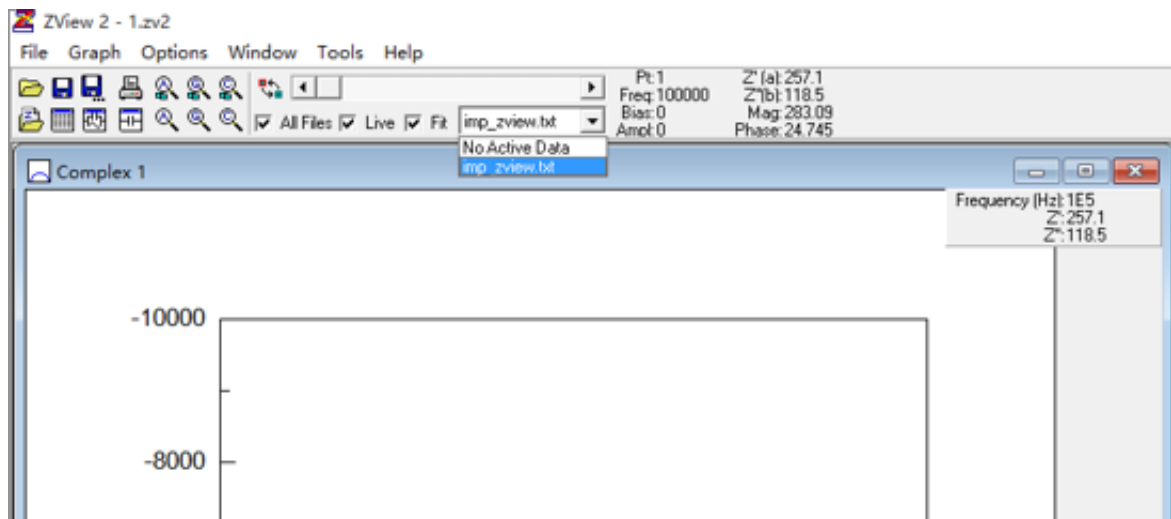 ZView 2 - 1.zv2
File Graph Options Window Tools Help
Pt: 1 Z' (a): 257.1
Freq: 100000 Z''(b): 118.5
Bias: 0 Mag: 283.09
Ampl: 0 Phase: 24.745
All Files Live Fit imp_zview.txt
No Active Data
imp_zview.txt
Complex 1
Frequency (Hz): 1E5
Z': 257.1
Z'': 118.5
-10000
-8000